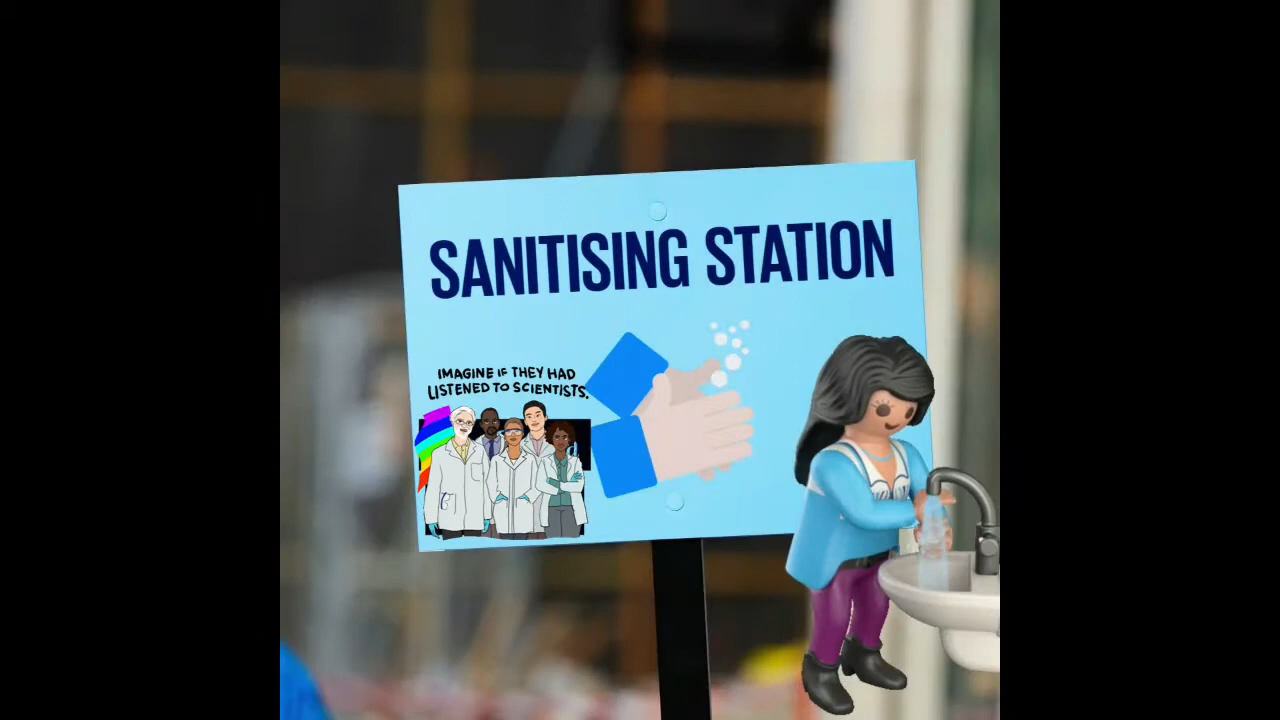 SANITISING STATION
IMAGINE IF THEY HAD
LISTENED TO SCIENTISTS.